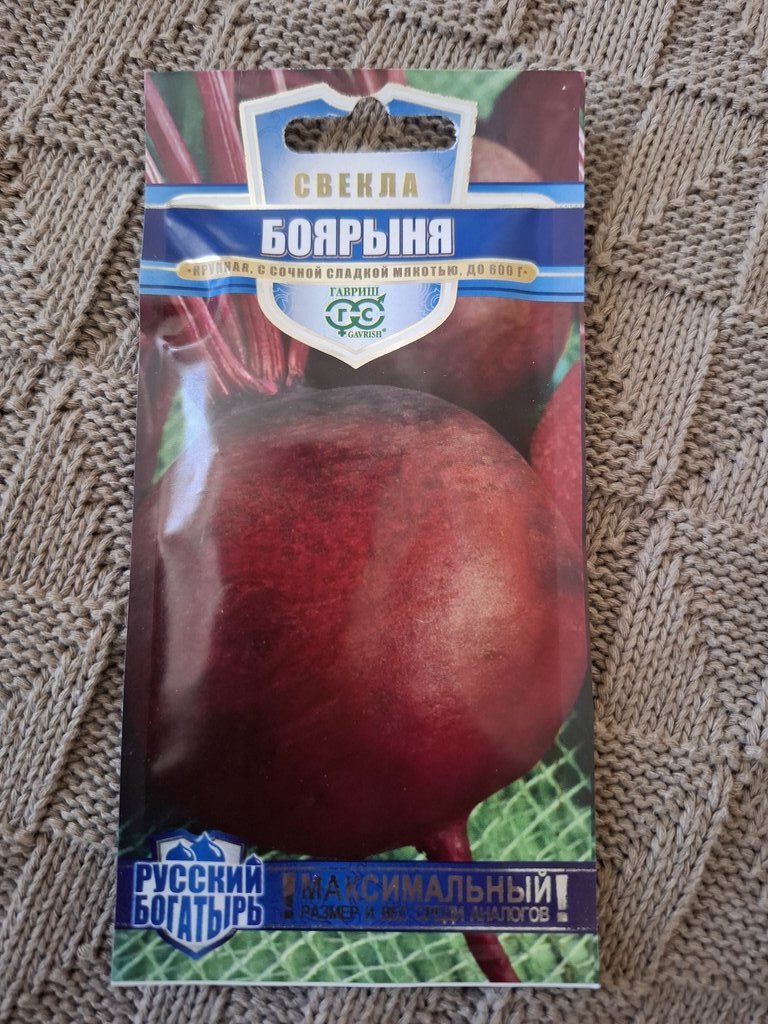 СВЕКЛА
БОЯРЫНЯ
•КРУПНАЯ, С СОЧНОЙ СЛАДКОЙ МЯКОТЬЮ, ДО 600 Г•
ГАВРИШ
ГС
GAVRISH®
РУССКИЙ
БОГАТЫРЬ
!МАКСИМАЛЬНЫЙ!
РАЗМЕР И ВЕС СРЕДИ АНАЛОГОВ